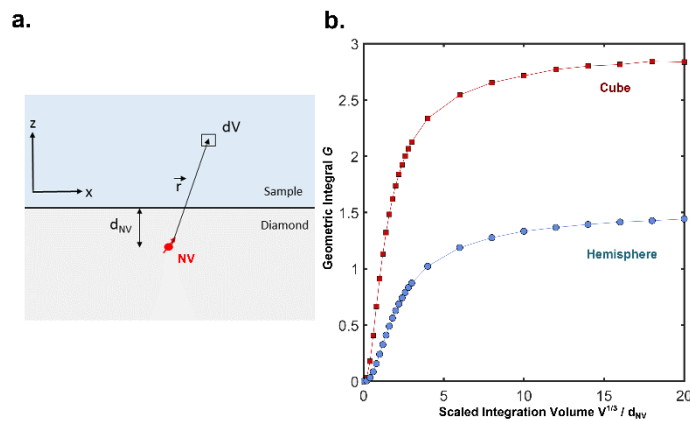 a.
z
x
dV
r
Sample
d_NV
Diamond
NV
b.
Geometric Integral G
3
2.5
2
1.5
1
0.5
0
Cube
Hemisphere
0 5 10 15 20
Scaled Integration Volume V^1/3 / d_NV